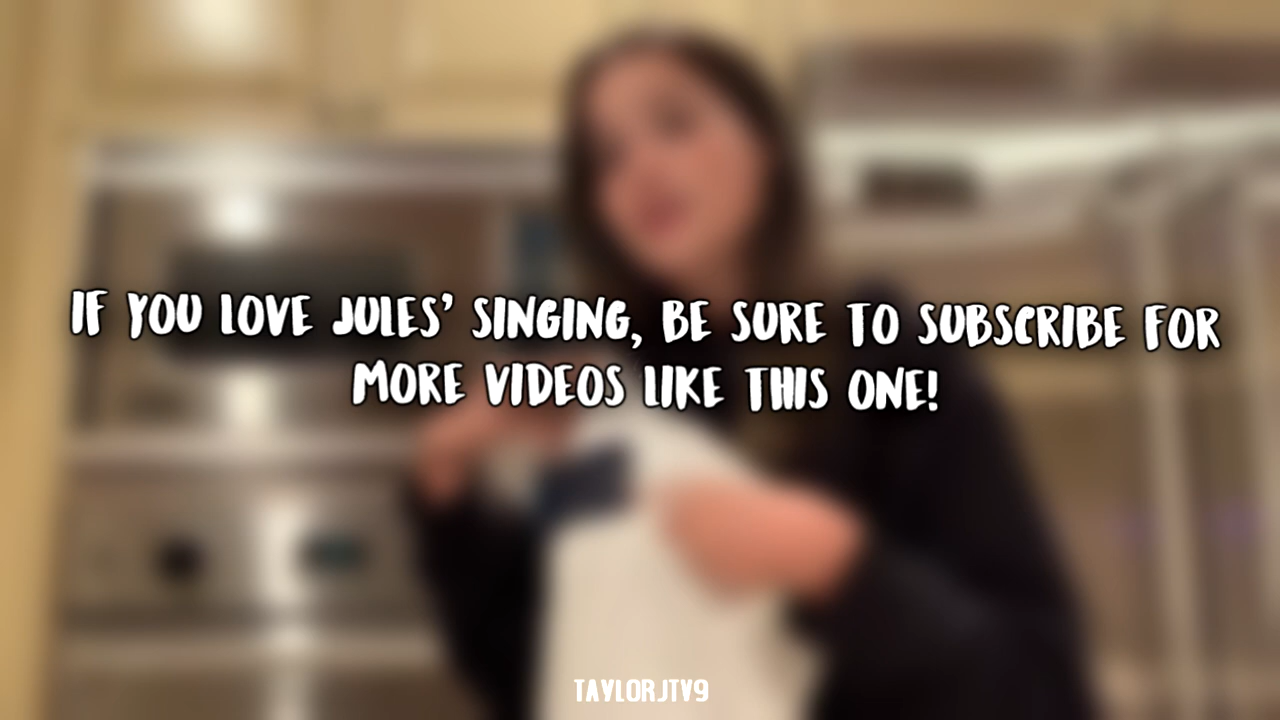 IF YOU LOVE JULES' SINGING, BE SURE TO SUBSCRIBE FOR
MORE VIDEOS LIKE THIS ONE!
TAYLORJTV9